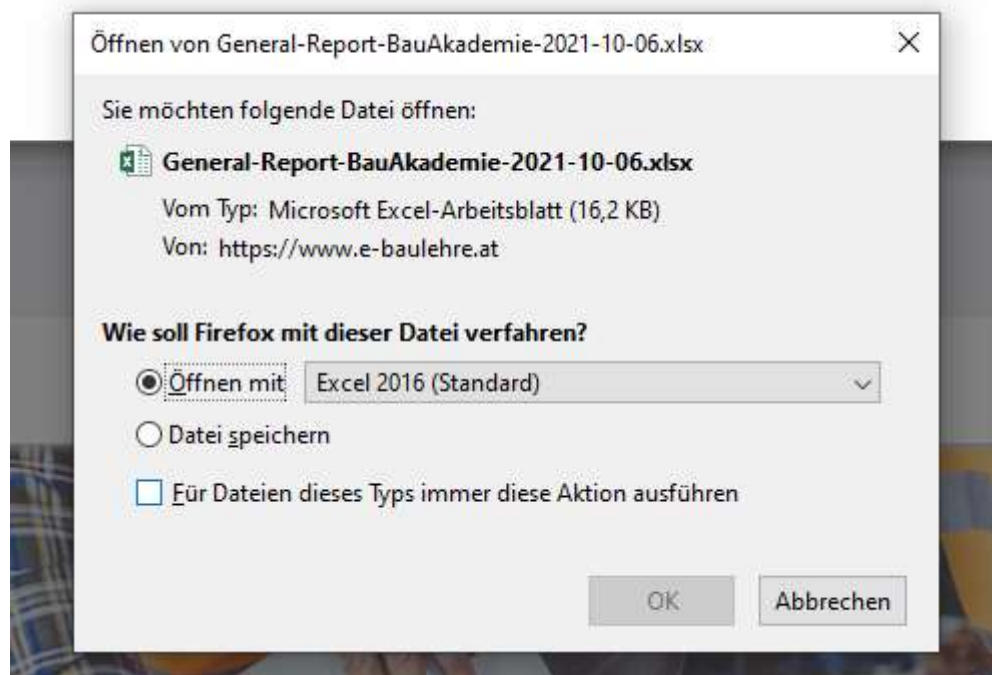 Öffnen von General-Report-BauAkademie-2021-10-06.xlsx
Sie möchten folgende Datei öffnen:
General-Report-BauAkademie-2021-10-06.xlsx
Vom Typ: Microsoft Excel-Arbeitsblatt (16,2 KB)
Von: https://www.e-baulehre.at
Wie soll Firefox mit dieser Datei verfahren?
Öffnen mit Excel 2016 (Standard)
Datei speichern
Für Dateien dieses Typs immer diese Aktion ausführen
OK Abbrechen